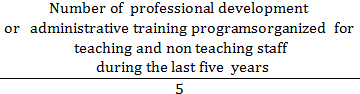 Number of professional development
or administrative training programsorganized for
teaching and non teaching staff
during the last five years
5